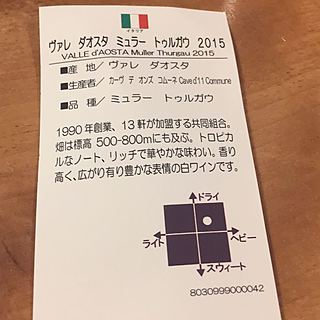 イタリア
ヴァレ ダオスタ ミュラー トゥルガウ 2015
VALLE d'AOSTA Muller Thurgau 2015
■産 地／ヴァレ ダオスタ
■生産者／カーヴ デ オンズ コムーネ Cave d'11 Commune
■品 種／ミュラー トゥルガウ
1990年創業、13軒が加盟する共同組合。
畑は標高 500-800mにも及ぶ。トロピカ
ルなノート、リッチで華やかな味わい。香り
高く、広がり有り豊かな表情の白ワインです。
ドライ
ライト
ヘビー
スウィート
8030999000042